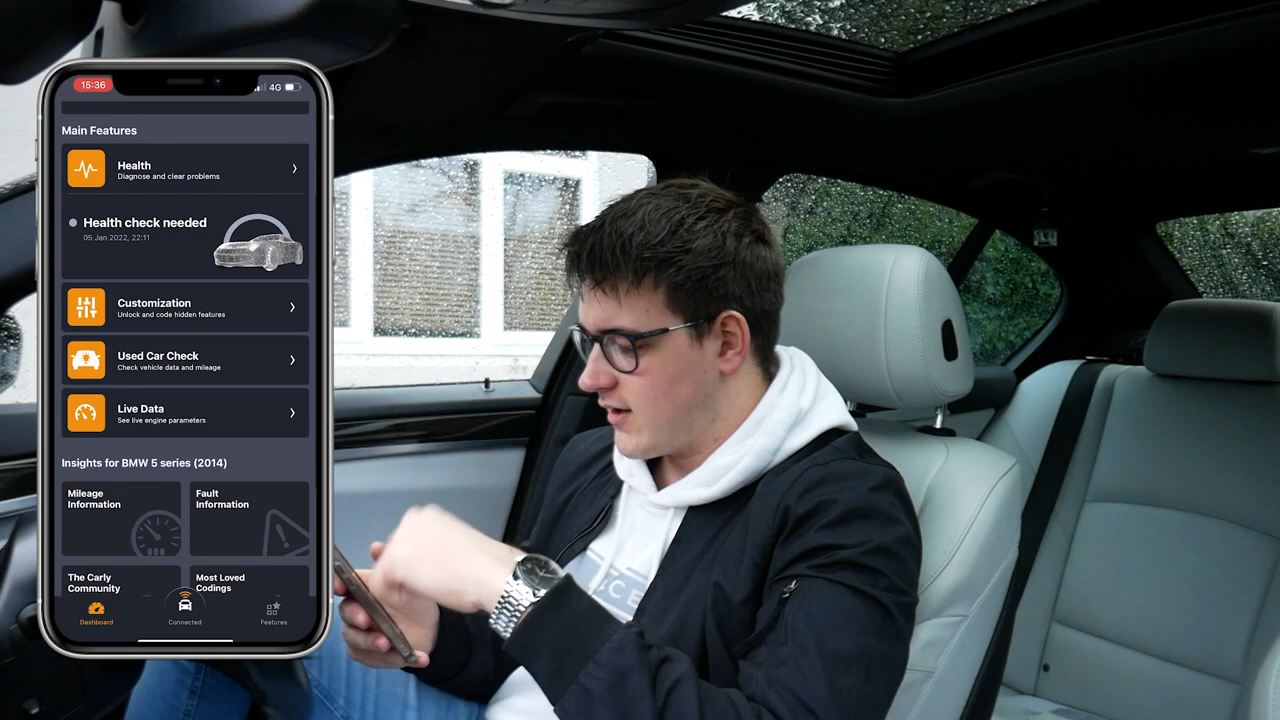 15:36
4G
Main Features
Health
Diagnose and clear problems
Health check needed
05 Jan 2022, 22:11
Customization
Unlock and code hidden features
Used Car Check
Check vehicle data and mileage
Live Data
See live engine parameters
Insights for BMW 5 series (2014)
Mileage
Information
Fault
Information
The Carly
Community
Most Loved
Codings
Dashboard
Connected
Features